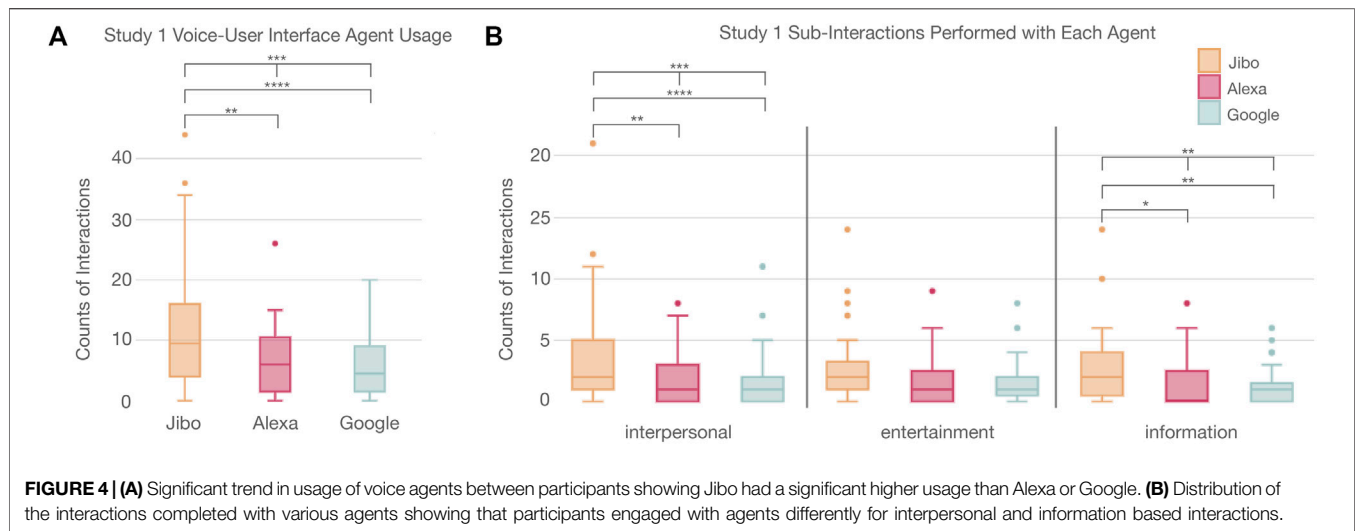 A Study 1 Voice-User Interface Agent Usage
***
****
**
Counts of Interactions
40
30
20
10
0
Jibo Alexa Google
B Study 1 Sub-Interactions Performed with Each Agent
Jibo
Alexa
Google
***
****
**
**
**
*
Counts of Interactions
20
25
10
5
0
interpersonal entertainment information
FIGURE 4 | (A) Significant trend in usage of voice agents between participants showing Jibo had a significant higher usage than Alexa or Google. (B) Distribution of
the interactions completed with various agents showing that participants engaged with agents differently for interpersonal and information based interactions.